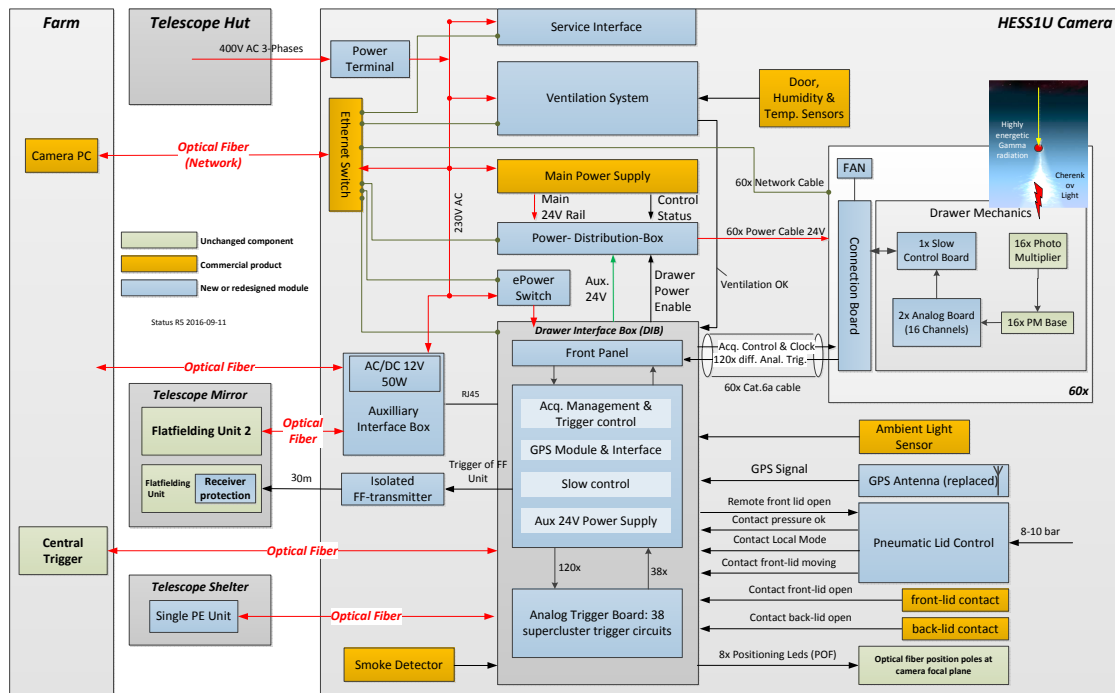 Farm
Telescope Hut
HESS1U Camera
400V AC 3-Phases
Power
Terminal
Service Interface
Ventilation System
Door,
Humidity &
Temp. Sensors
Highly
energetic
Gamma
radiation
Cherenk
ov Light
Camera PC
Optical Fiber
(Network)
Ethernet Switch
230V AC
Main Power Supply
Main
24V Rail
Control
Status
60x Network Cable
FAN
Connection Board
Drawer Mechanics
1x Slow
Control Board
16x Photo
Multiplier
2x Analog Board
(16 Channels)
16x PM Base
60x
Unchanged component
Commercial product
New or redesigned module
Status R5 2016-09-11
Power- Distribution-Box
60x Power Cable 24V
ePower
Switch
Aux.
24V
Drawer
Power
Enable
Ventilation OK
Drawer Interface Box (DIB)
Front Panel
Acq. Control & Clock
120x diff. Anal. Trig.
60x Cat.6a cable
Optical Fiber
AC/DC 12V
50W
Auxilliary
Interface Box
RJ45
Telescope Mirror
Flatfielding Unit 2
Optical
Fiber
Flatfielding
Unit
Receiver
protection
30m
Isolated
FF-transmitter
Trigger of FF
Unit
Acq. Management &
Trigger control
GPS Module & Interface
Slow control
Aux 24V Power Supply
Ambient Light
Sensor
GPS Signal
GPS Antenna (replaced)
Remote front lid open
Contact pressure ok
Contact Local Mode
Contact front-lid moving
Pneumatic Lid Control
8-10 bar
Central
Trigger
Optical Fiber
120x
38x
Contact front-lid open
front-lid contact
Contact back-lid open
back-lid contact
Telescope Shelter
Single PE Unit
Optical Fiber
Analog Trigger Board: 38
supercluster trigger circuits
Smoke Detector
8x Positioning Leds (POF)
Optical fiber position poles at
camera focal plane